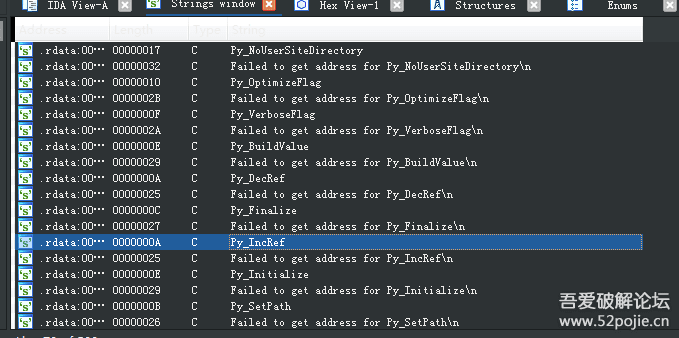 IDA View-A Strings window Hex View-1 Structures Enums
Address Length Type String
.rdata:00… 00000017 C Py_NoUserSiteDirectory
.rdata:00… 00000032 C Failed to get address for Py_NoUserSiteDirectory\n
.rdata:00… 00000010 C Py_OptimizeFlag
.rdata:00… 0000002B C Failed to get address for Py_OptimizeFlag\n
.rdata:00… 0000000F C Py_VerboseFlag
.rdata:00… 0000002A C Failed to get address for Py_VerboseFlag\n
.rdata:00… 0000000E C Py_BuildValue
.rdata:00… 00000029 C Failed to get address for Py_BuildValue\n
.rdata:00… 0000000A C Py_DecRef
.rdata:00… 00000025 C Failed to get address for Py_DecRef\n
.rdata:00… 0000000C C Py_Finalize
.rdata:00… 00000027 C Failed to get address for Py_Finalize\n
.rdata:00… 0000000A C Py_IncRef
.rdata:00… 00000025 C Failed to get address for Py_IncRef\n
.rdata:00… 0000000E C Py_Initialize
.rdata:00… 00000029 C Failed to get address for Py_Initialize\n
.rdata:00… 0000000B C Py_SetPath
.rdata:00… 00000026 C Failed to get address for Py_SetPath\n
吾爱破解论坛
www.52pojie.cn